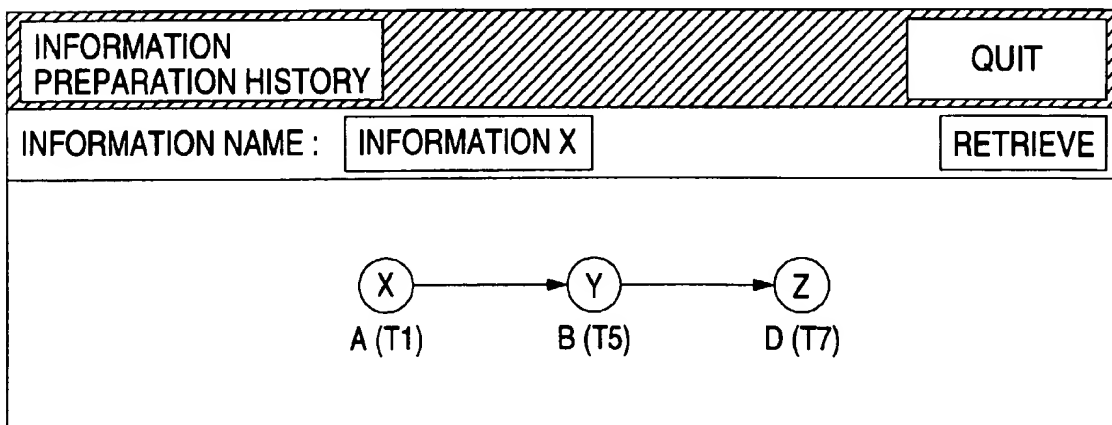 INFORMATION
PREPARATION HISTORY
QUIT
INFORMATION NAME : INFORMATION X RETRIEVE
X Y Z
A (T1) B (T5) D (T7)